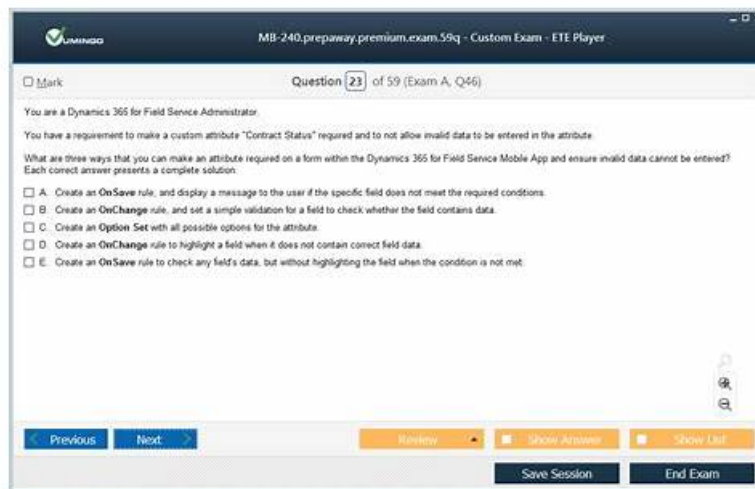 VUMINGO
MB-240.prepaway.premium.exam.59q - Custom Exam - ETE Player
Mark
Question 23 of 59 (Exam A, Q46)
You are a Dynamics 365 for Field Service Administrator.
You have a requirement to make a custom attribute "Contract Status" required and to not allow invalid data to be entered in the attribute.
What are three ways that you can make an attribute required on a form within the Dynamics 365 for Field Service Mobile App and ensure invalid data cannot be entered?
Each correct answer presents a complete solution.
A. Create an OnSave rule, and display a message to the user if the specific field does not meet the required conditions.
B. Create an OnChange rule, and set a simple validation for a field to check whether the field contains data.
C. Create an Option Set with all possible options for the attribute.
D. Create an OnChange rule to highlight a field when it does not contain correct field data.
E. Create an OnSave rule to check any field's data, but without highlighting the field when the condition is not met.
Previous
Next
Review
Show Answer
Show List
Save Session
End Exam